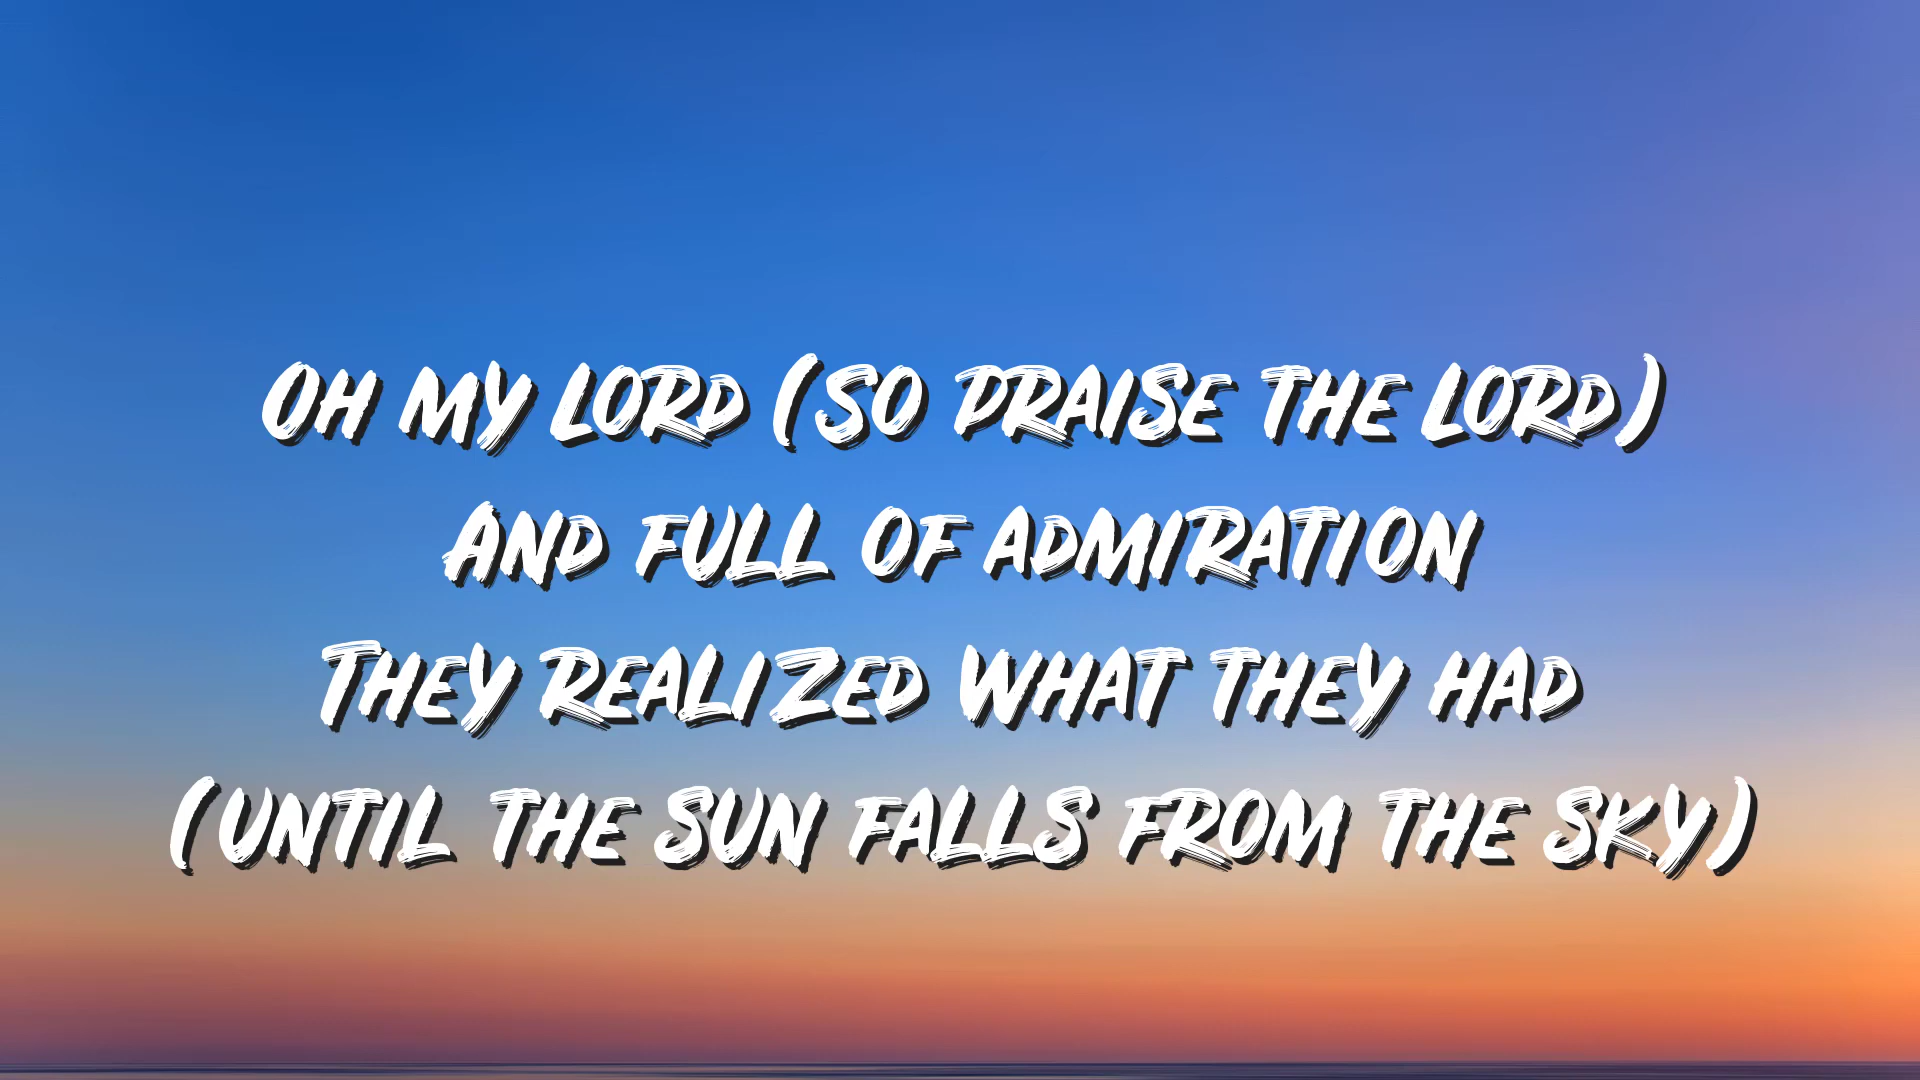 Oh my Lord (so praise the Lord)
And full of admiration
They realized what they had
(Until the sun falls from the sky)